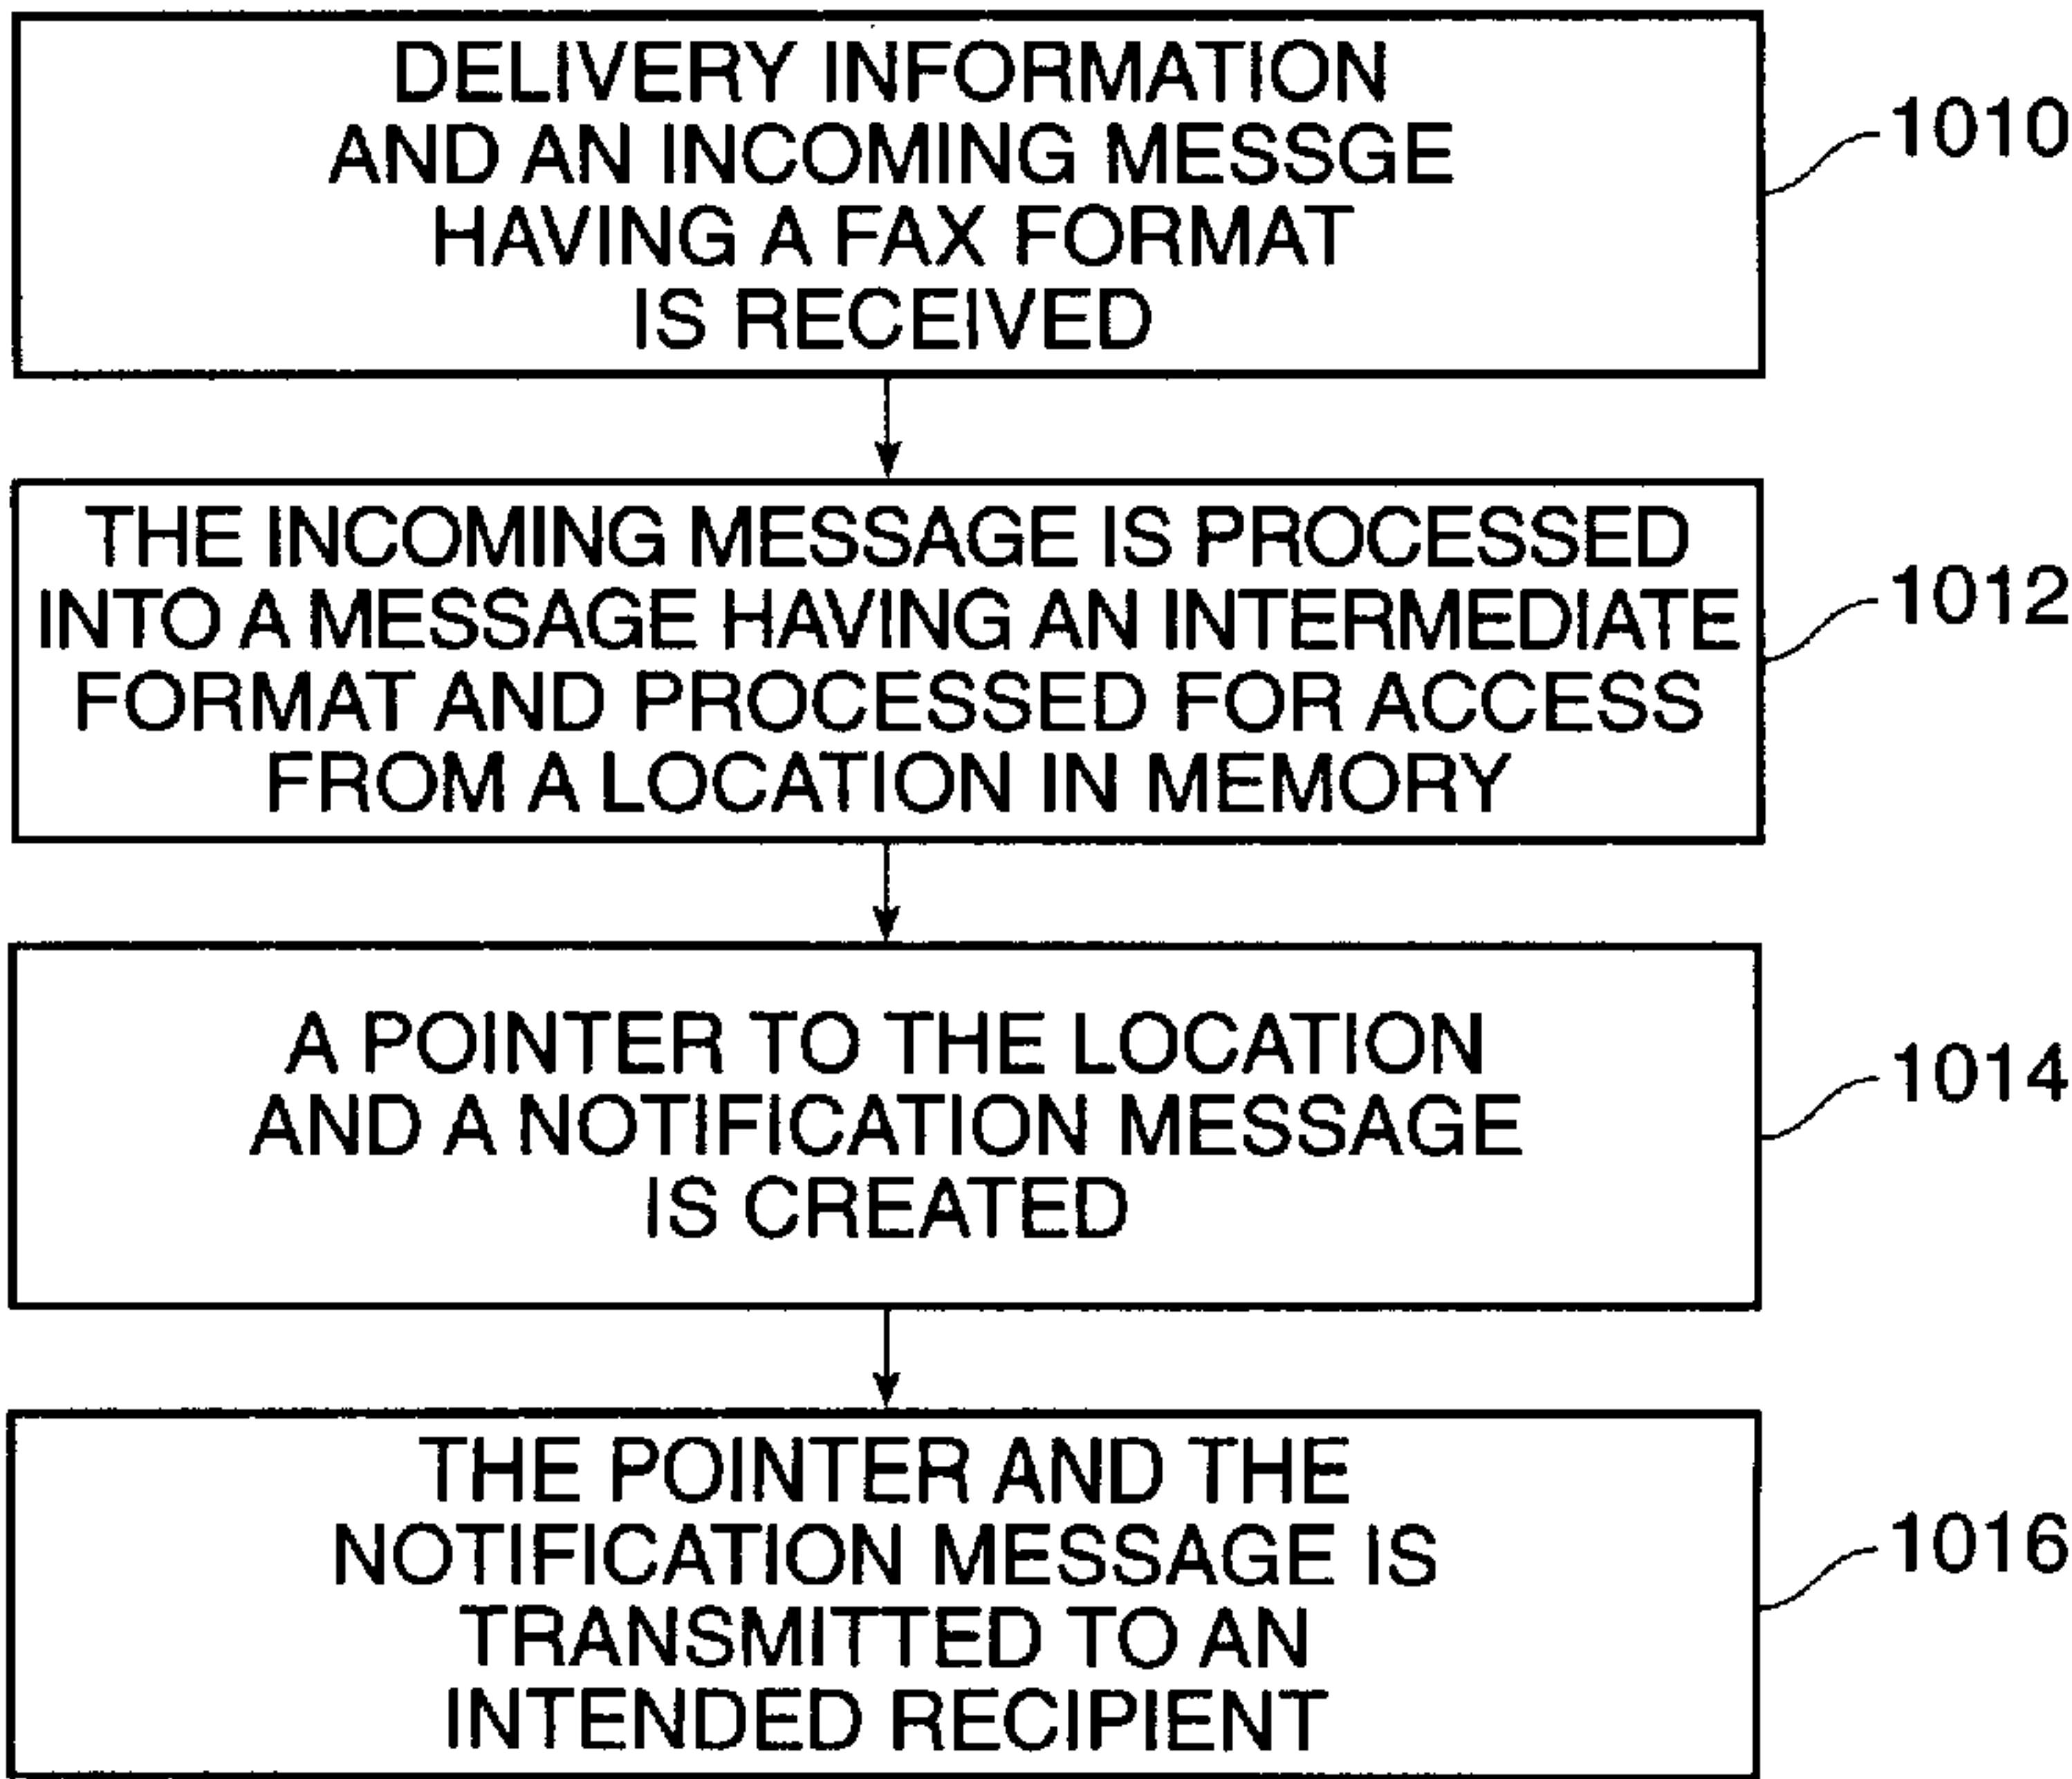 DELIVERY INFORMATION
AND AN INCOMING MESSGE
HAVING A FAX FORMAT
IS RECEIVED
1010
THE INCOMING MESSAGE IS PROCESSED
INTO A MESSAGE HAVING AN INTERMEDIATE
FORMAT AND PROCESSED FOR ACCESS
FROM A LOCATION IN MEMORY
1012
A POINTER TO THE LOCATION
AND A NOTIFICATION MESSAGE
IS CREATED
1014
THE POINTER AND THE
NOTIFICATION MESSAGE IS
TRANSMITTED TO AN
INTENDED RECIPIENT
1016